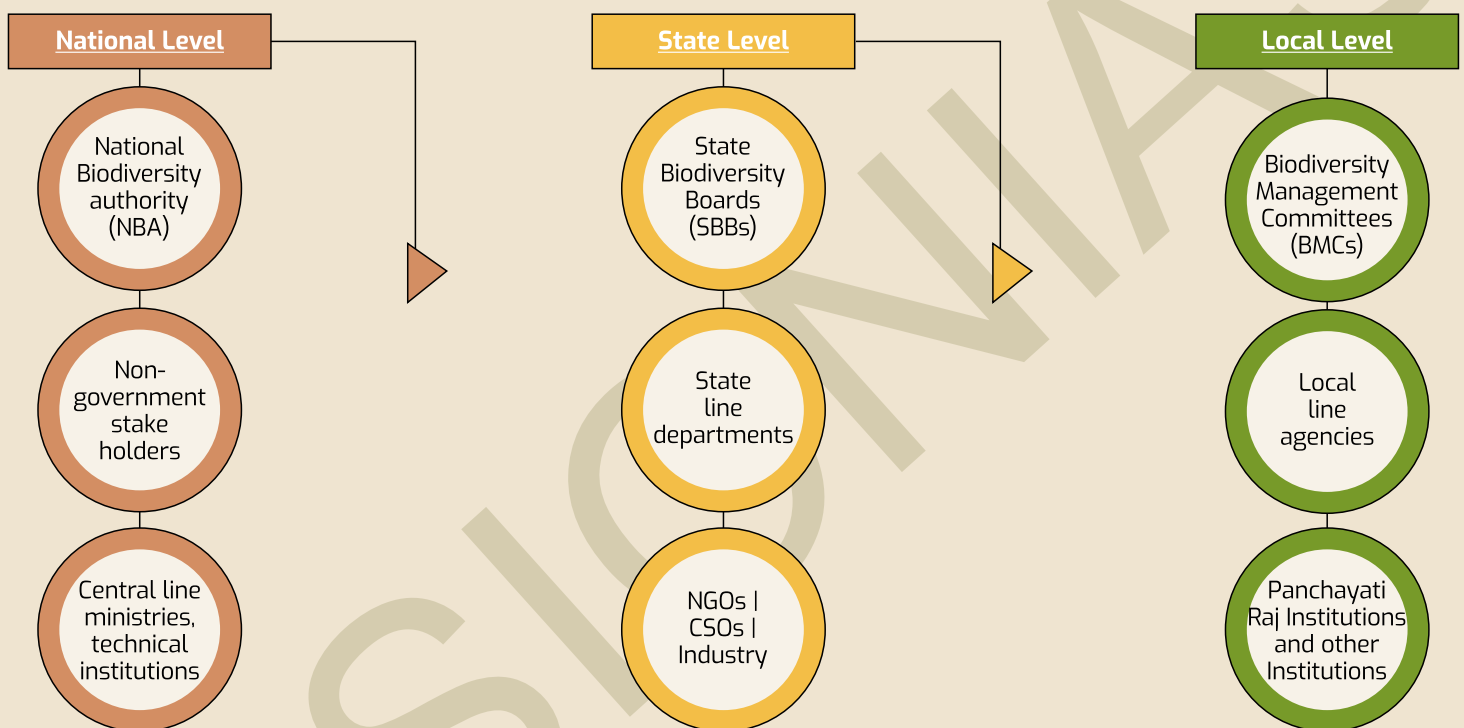 National Level
National
Biodiversity
authority
(NBA)
Non-
government
stake
holders
Central line
ministries,
technical
institutions
State Level
State
Biodiversity
Boards
(SBBs)
State
line
departments
NGOs |
CSOs |
Industry
Local Level
Biodiversity
Management
Committees
(BMCs)
Local
line
agencies
Panchayati
Raj Institutions
and other
Institutions